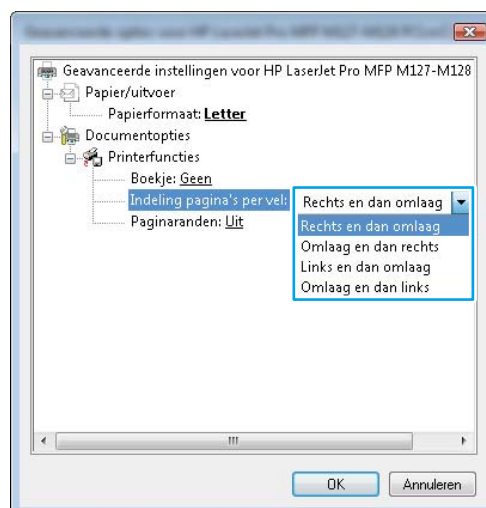 Geavanceerde instellingen voor HP LaserJet Pro MFP M127-M128
Papier/uitvoer
Papierformaat: Letter
Documentopties
Printerfuncties
Boekje: Geen
Indeling pagina's per vel: Rechts en dan omlaag
Rechts en dan omlaag
Omlaag en dan rechts
Links en dan omlaag
Omlaag en dan links
Paginaranden: Uit
OK Annuleren